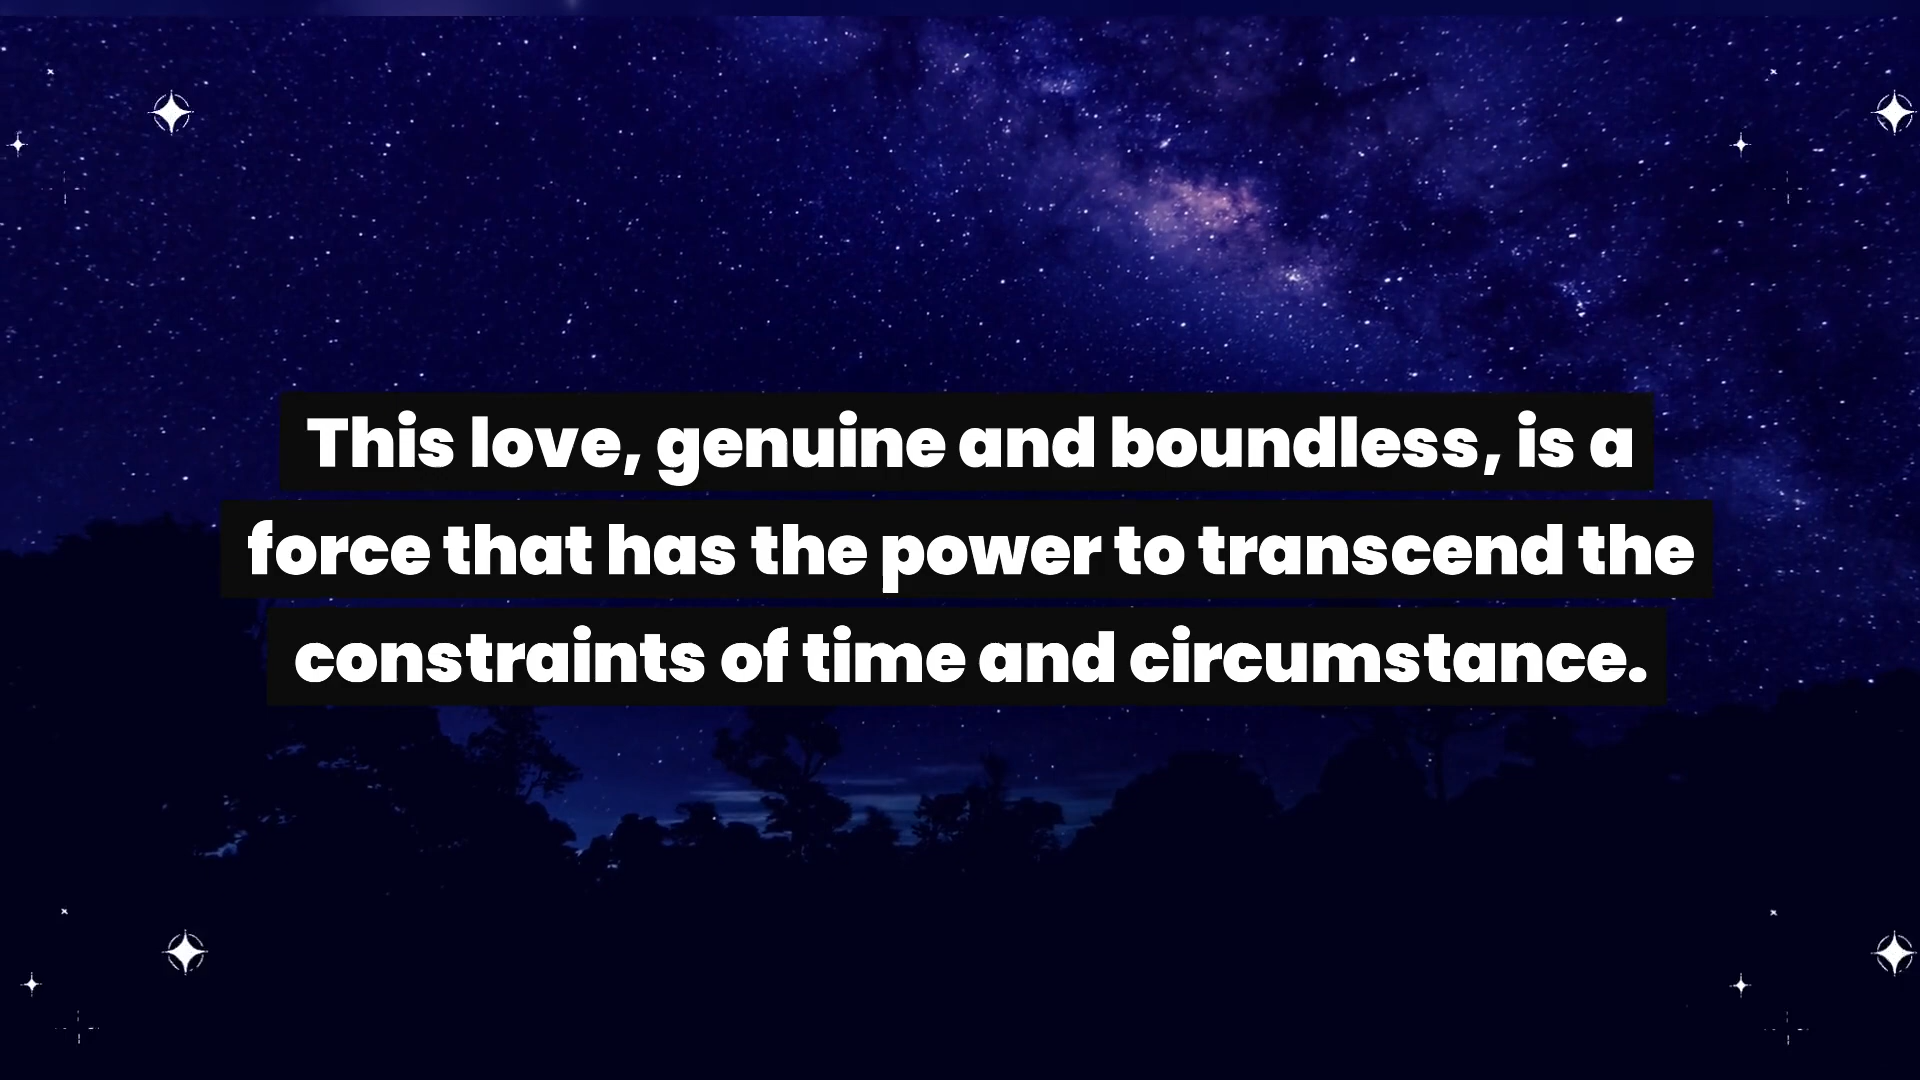 This love, genuine and boundless, is a
force that has the power to transcend the
constraints of time and circumstance.